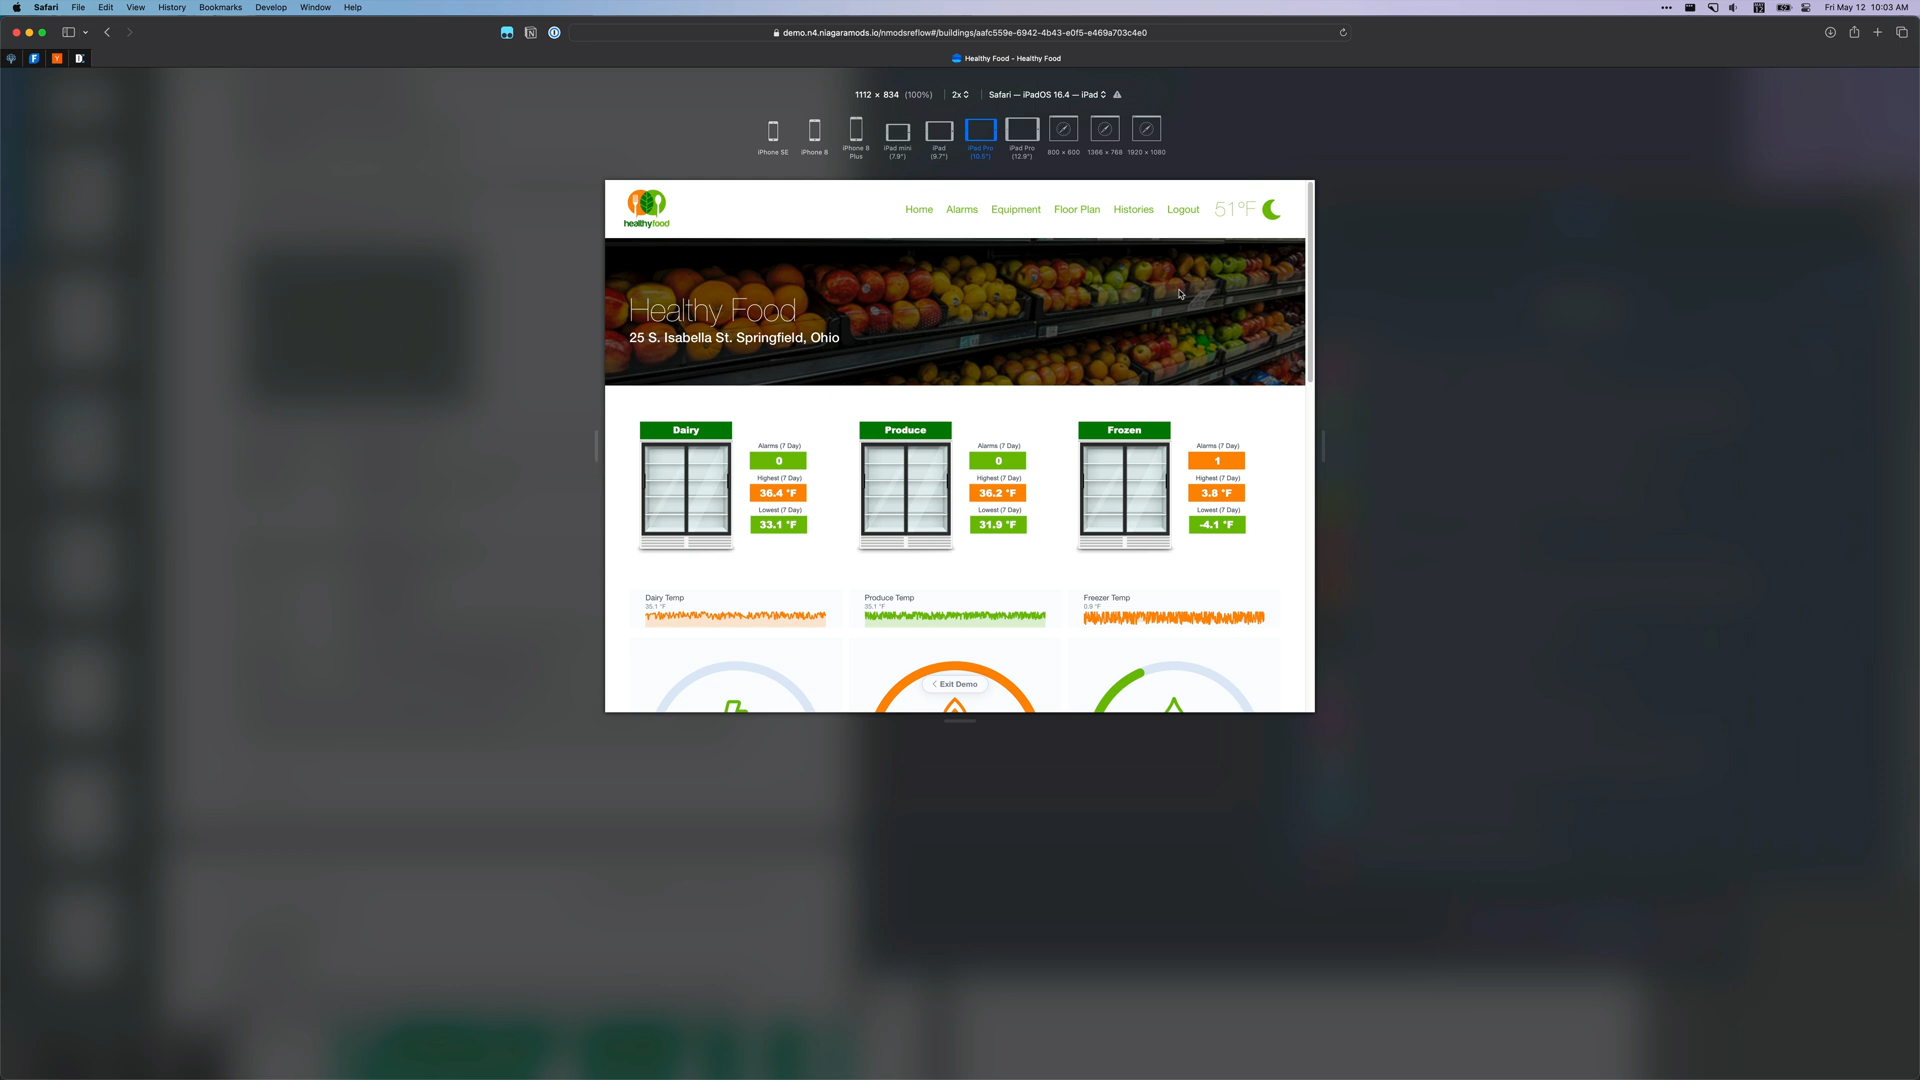 Safari File Edit View History Bookmarks Develop Window Help
Fri May 12 10:03 AM
demo.n4.niagaramods.io/nmodsreflow#/buildings/aafc559e-6942-4b43-e0f5-e469a703c4e0
Healthy Food - Healthy Food
1112 × 834 (100%) 2x Safari — iPadOS 16.4 — iPad
iPhone SE
iPhone 8
iPhone 8 Plus
iPad mini (7.9")
iPad (9.7")
iPad Pro (10.5")
iPad Pro (12.9")
800 × 600
1366 × 768
1920 × 1080
healthyfood
Home Alarms Equipment Floor Plan Histories Logout 51°F
Healthy Food
25 S. Isabella St. Springfield, Ohio
Dairy
Alarms (7 Day)
0
Highest (7 Day)
36.4 °F
Lowest (7 Day)
33.1 °F
Produce
Alarms (7 Day)
0
Highest (7 Day)
36.2 °F
Lowest (7 Day)
31.9 °F
Frozen
Alarms (7 Day)
1
Highest (7 Day)
3.8 °F
Lowest (7 Day)
-4.1 °F
Dairy Temp
35.1 °F
Produce Temp
35.1 °F
Freezer Temp
0.9 °F
Exit Demo